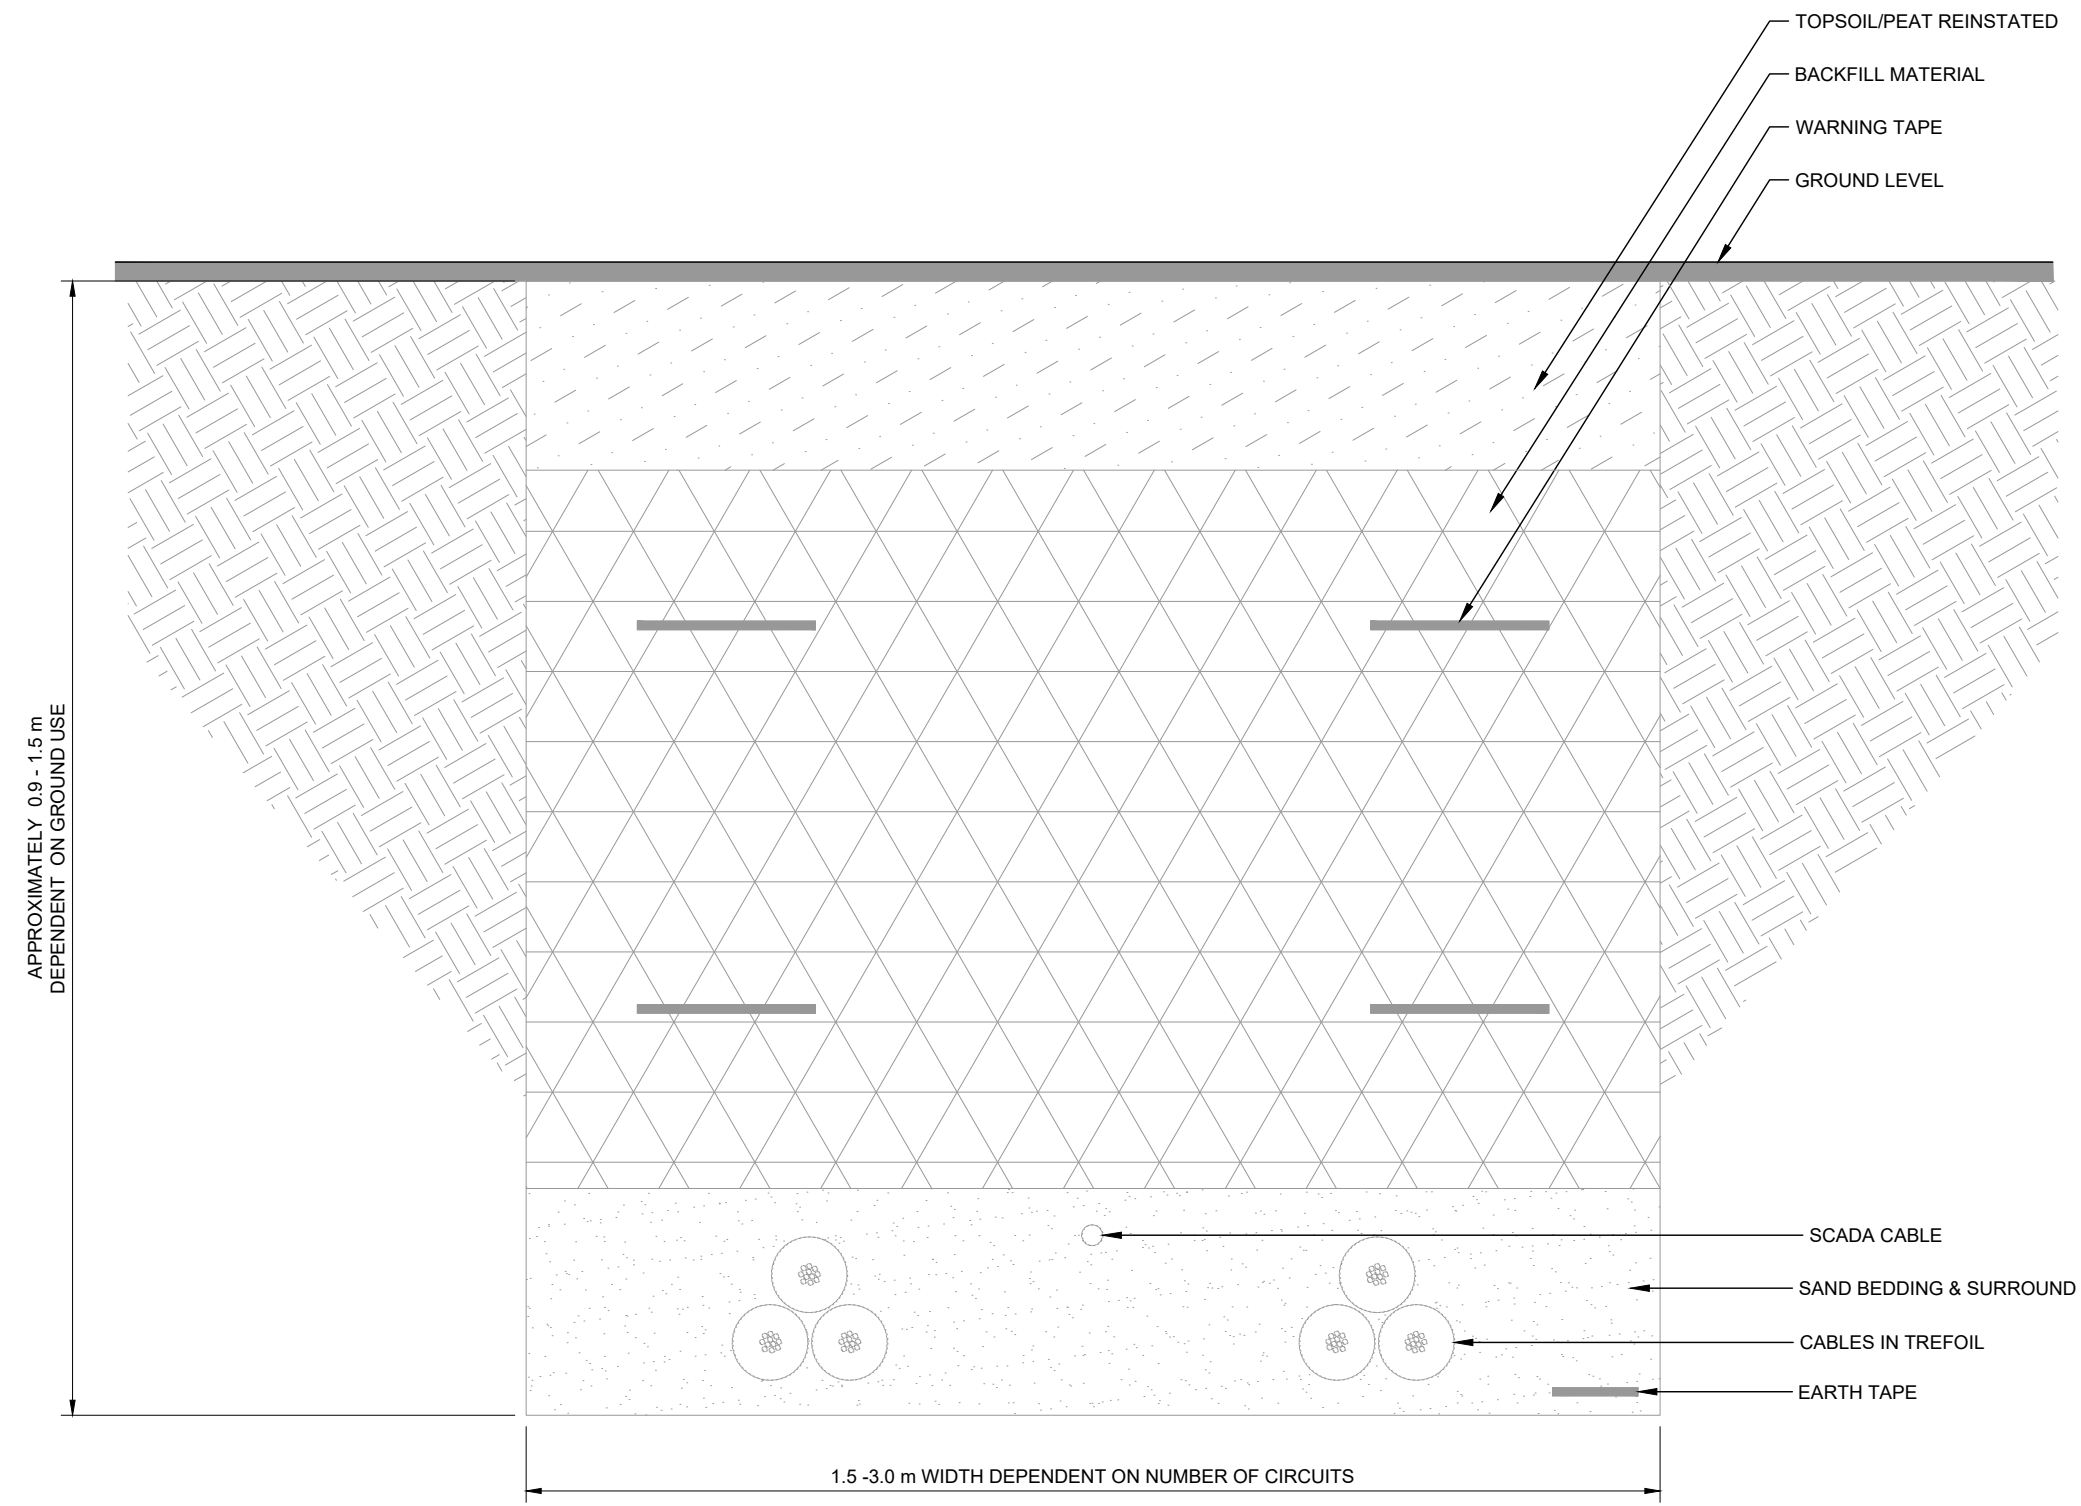 TOPSOIL/PEAT REINSTATED
BACKFILL MATERIAL
WARNING TAPE
GROUND LEVEL
APPROXIMATELY 0.9 - 1.5 m
DEPENDENT ON GROUND USE
SCADA CABLE
SAND BEDDING & SURROUND
CABLES IN TREFOIL
EARTH TAPE
1.5 -3.0 m WIDTH DEPENDENT ON NUMBER OF CIRCUITS